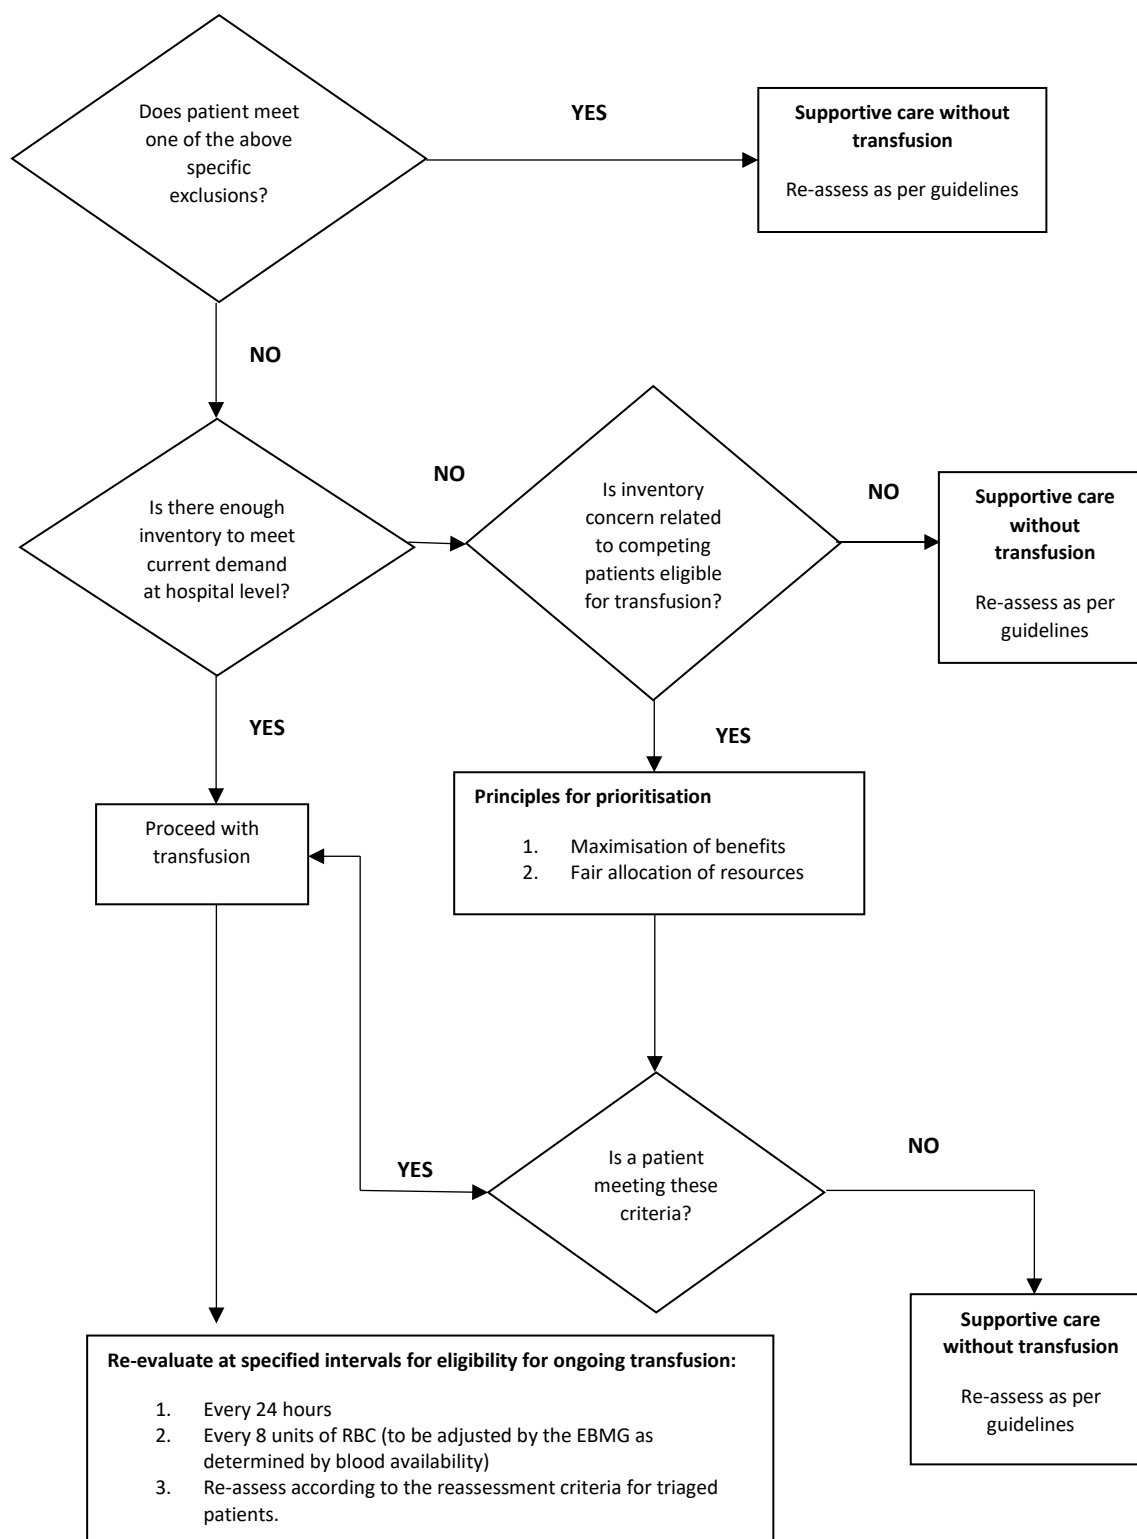 Does patient meet
one of the above
specific
exclusions?
YES
Supportive care without
transfusion
Re-assess as per guidelines
NO
Is there enough
inventory to meet
current demand
at hospital level?
NO
Is inventory
concern related
to competing
patients eligible
for transfusion?
NO
Supportive care
without
transfusion
Re-assess as per
guidelines
YES
YES
Proceed with
transfusion
Principles for prioritisation
1. Maximisation of benefits
2. Fair allocation of resources
YES
Is a patient
meeting these
criteria?
NO
Supportive care
without transfusion
Re-assess as per
guidelines
Re-evaluate at specified intervals for eligibility for ongoing transfusion:
1. Every 24 hours
2. Every 8 units of RBC (to be adjusted by the EBMG as
determined by blood availability)
3. Re-assess according to the reassessment criteria for triaged
patients.